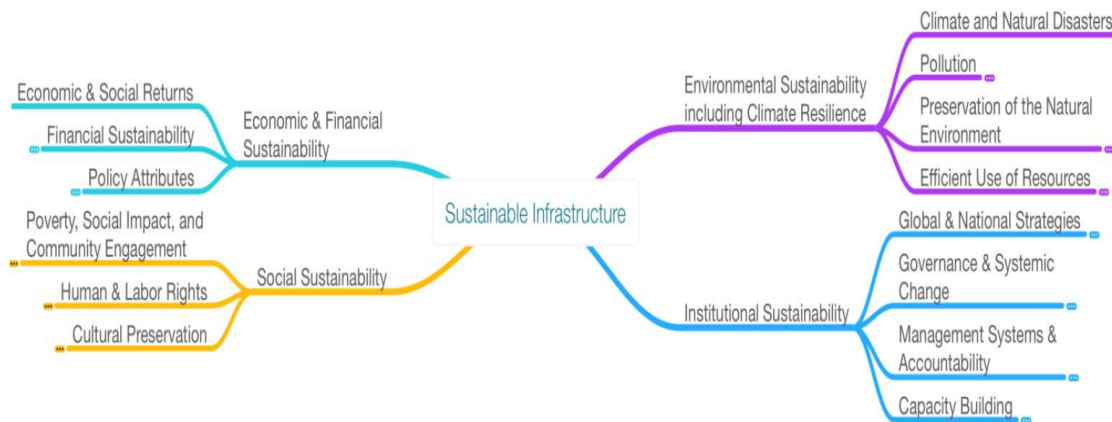 Economic & Social Returns
Financial Sustainability
Policy Attributes
Economic & Financial
Sustainability
Poverty, Social Impact, and
Community Engagement
Human & Labor Rights
Cultural Preservation
Social Sustainability
Sustainable Infrastructure
Environmental Sustainability
including Climate Resilience
Climate and Natural Disasters
Pollution
Preservation of the Natural
Environment
Efficient Use of Resources
Institutional Sustainability
Global & National Strategies
Governance & Systemic
Change
Management Systems &
Accountability
Capacity Building